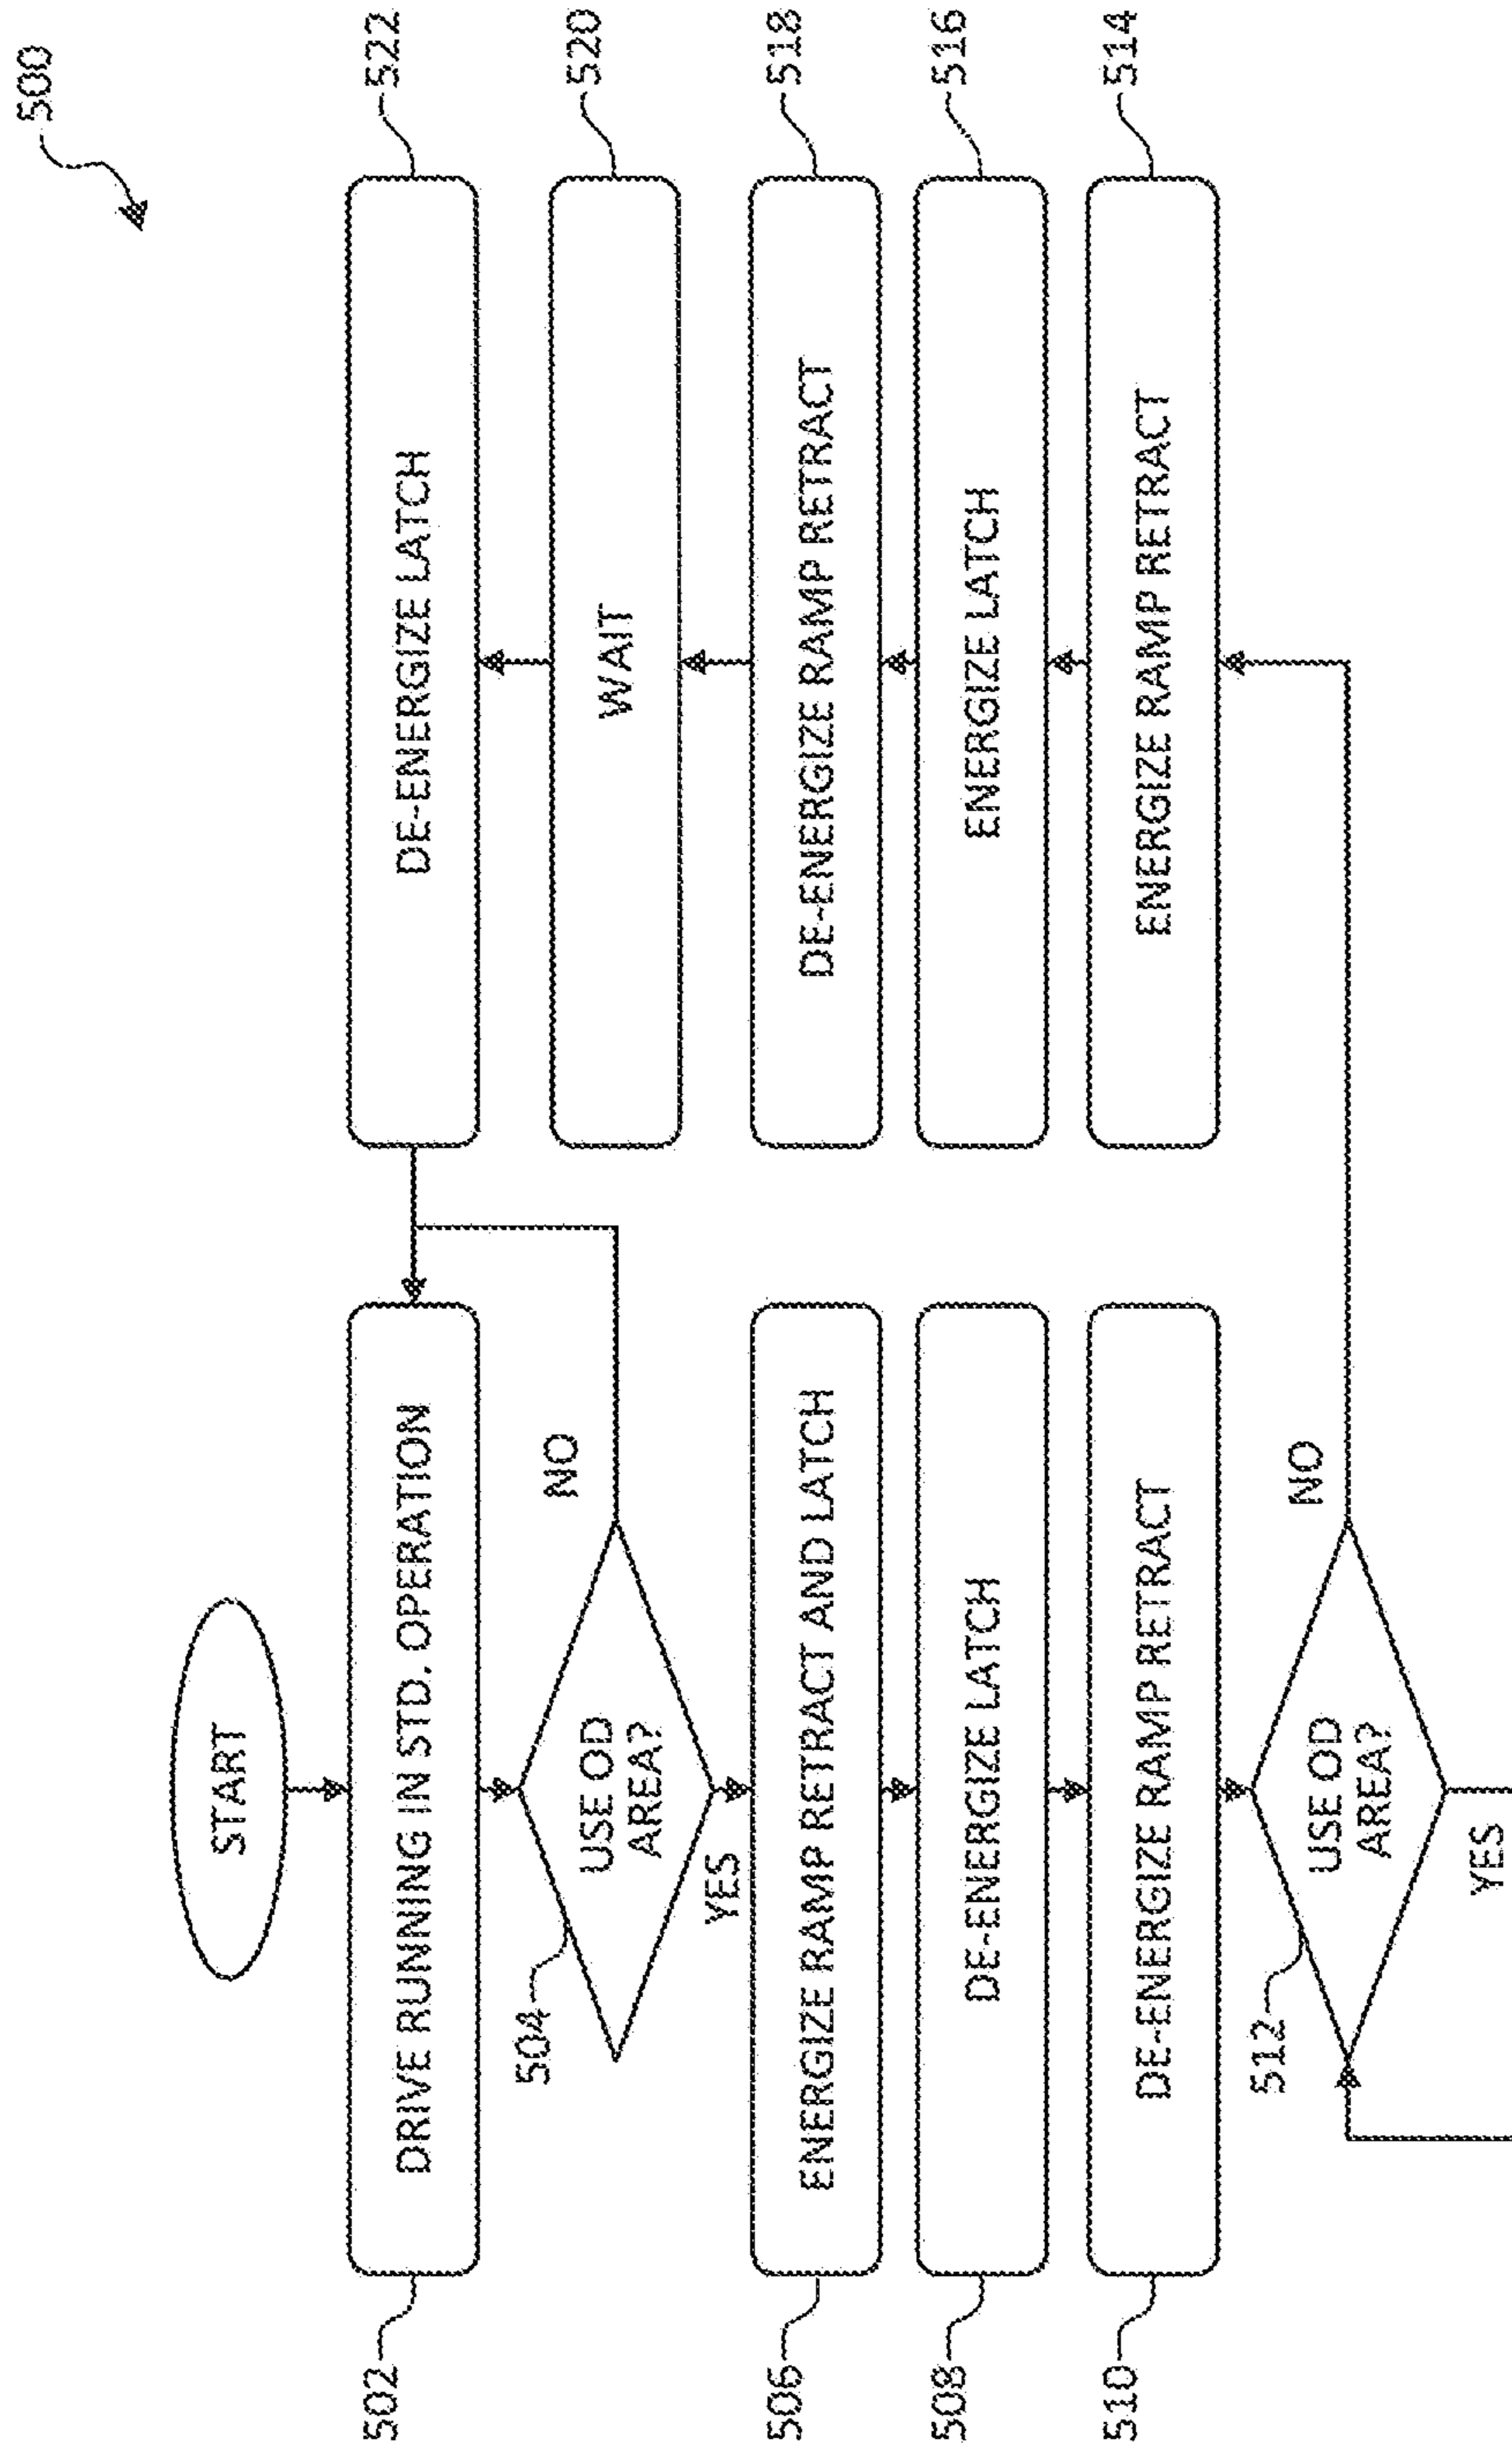 500
START
502
DRIVE RUNNING IN STD. OPERATION
504
USE OD
AREA?
NO
YES
506
ENERGIZE RAMP RETRACT AND LATCH
508
DE-ENERGIZE LATCH
510
DE-ENERGIZE RAMP RETRACT
512
USE OD
AREA?
NO
YES
DE-ENERGIZE LATCH
522
WAIT
520
DE-ENERGIZE RAMP RETRACT
518
ENERGIZE LATCH
516
ENERGIZE RAMP RETRACT
514